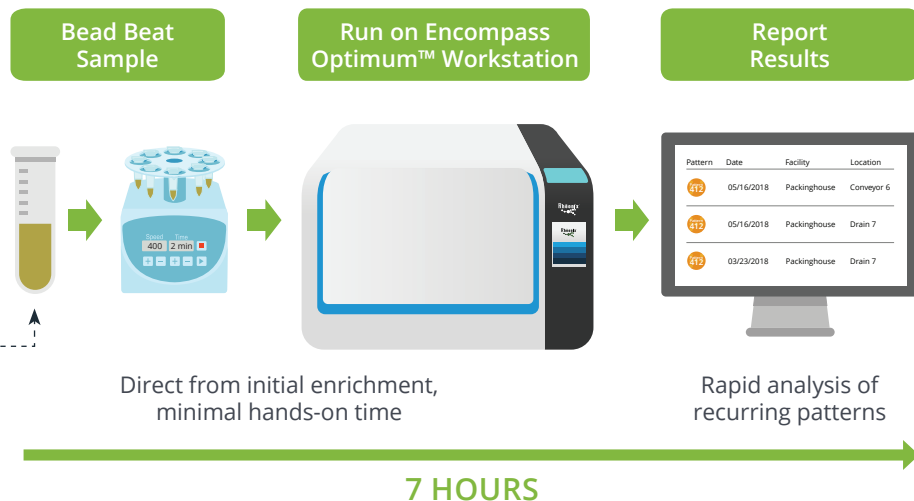 Bead Beat
Sample
Run on Encompass
Optimum™ Workstation
Report
Results
Speed Time
400 2 min
+ − + −
Rheonix
Rheonix
Pattern Date Facility Location
412 05/16/2018 Packinghouse Conveyor 6
412 05/16/2018 Packinghouse Drain 7
412 03/23/2018 Packinghouse Drain 7
Direct from initial enrichment,
minimal hands-on time
Rapid analysis of
recurring patterns
7 HOURS